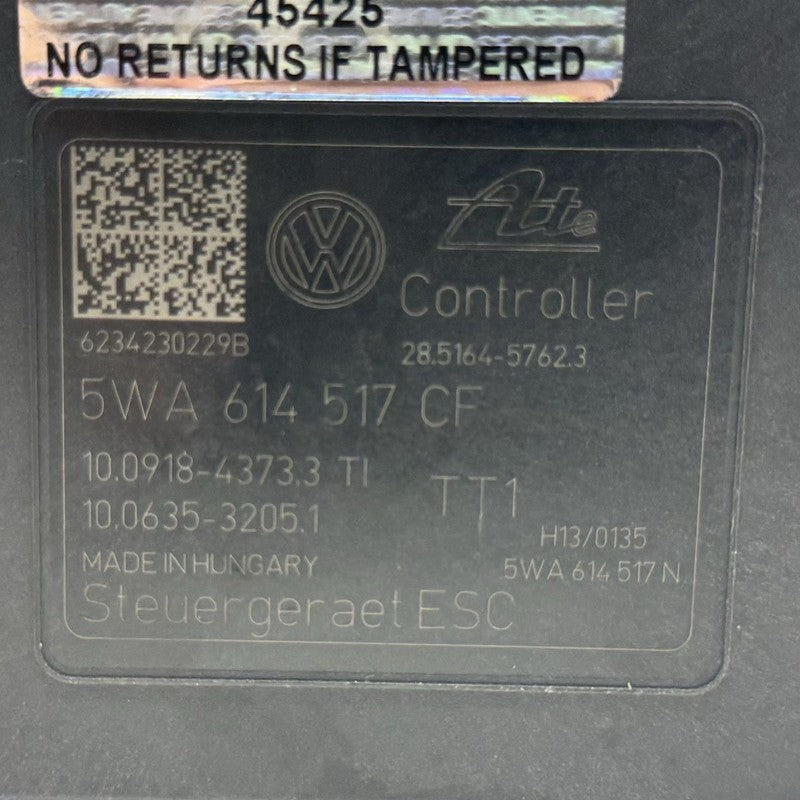 45425
NO RETURNS IF TAMPERED
Ate
Controller
6234230229B
28.5164-5762.3
5WA 614 517 CF
10.0918-4373.3 TI
TT1
10.0635-3205.1
H13/0135
MADE IN HUNGARY
5WA 614 517 N
Steuergeraet ESC